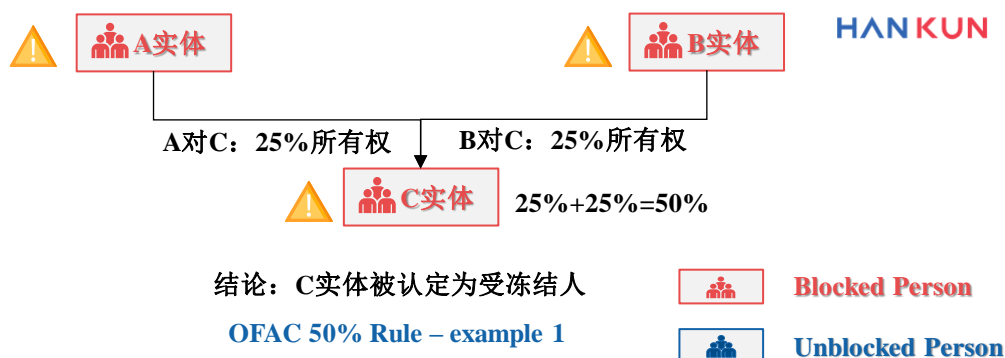 HANKUN
A实体
B实体
A对C：25%所有权
B对C：25%所有权
C实体
25%+25%=50%
结论：C实体被认定为受冻结人
Blocked Person
OFAC 50% Rule – example 1
Unblocked Person